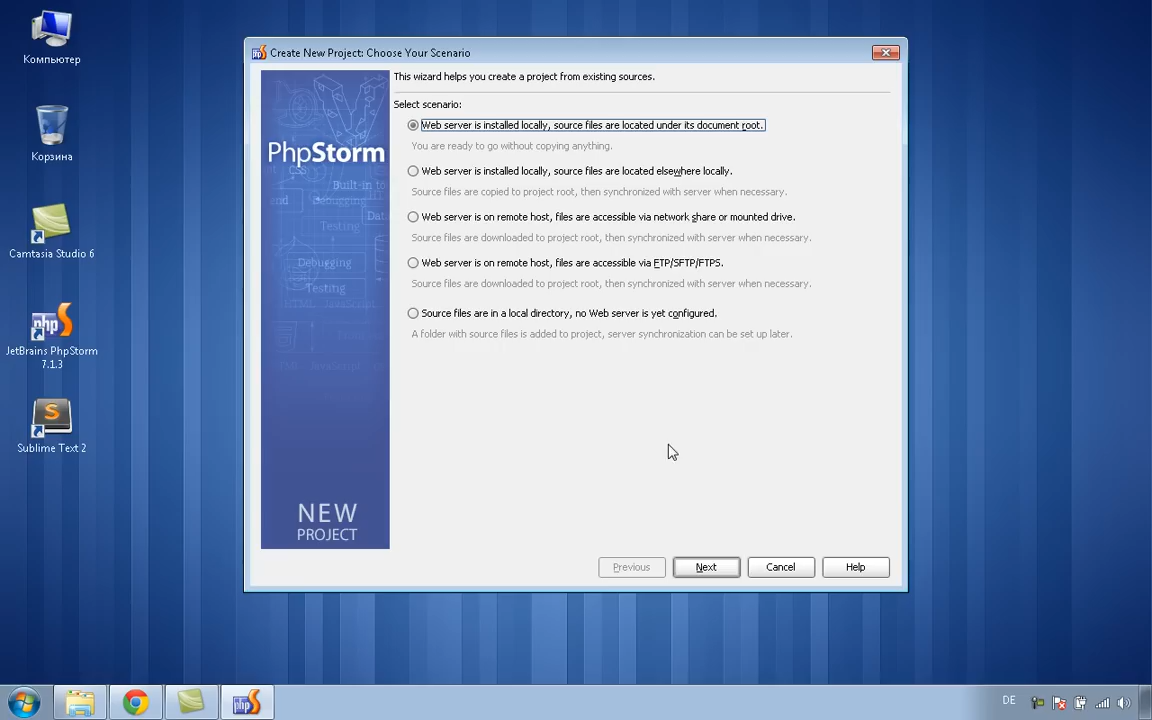 Компьютер
Корзина
Camtasia Studio 6
JetBrains PhpStorm
7.1.3
Sublime Text 2
Create New Project: Choose Your Scenario
This wizard helps you create a project from existing sources.
Select scenario:
Web server is installed locally, source files are located under its document root.
You are ready to go without copying anything.
Web server is installed locally, source files are located elsewhere locally.
Source files are copied to project root, then synchronized with server when necessary.
Web server is on remote host, files are accessible via network share or mounted drive.
Source files are downloaded to project root, then synchronized with server when necessary.
Web server is on remote host, files are accessible via FTP/SFTP/FTPS.
Source files are downloaded to project root, then synchronized with server when necessary.
Source files are in a local directory, no Web server is yet configured.
A folder with source files is added to project, server synchronization can be set up later.
PhpStorm
Built-in
Debugging
Testing
Debugging
Testing
NEW
PROJECT
Previous
Next
Cancel
Help
DE